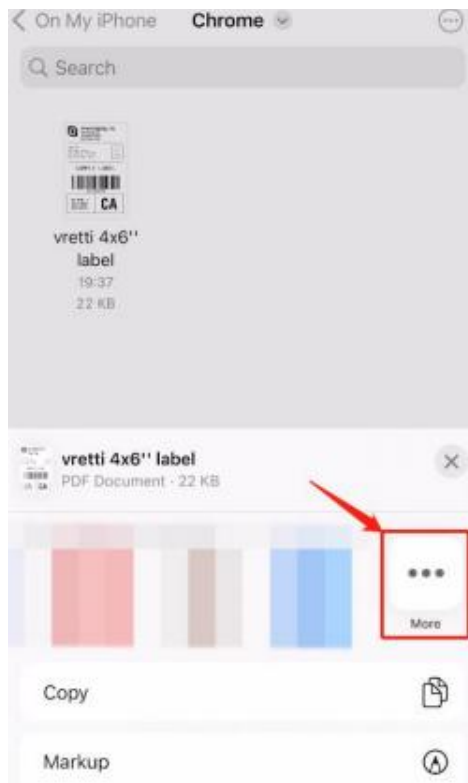 On My iPhone Chrome
Search
CA
vretti 4x6''
label
19:37
22 KB
vretti 4x6'' label
PDF Document · 22 KB
More
Copy
Markup